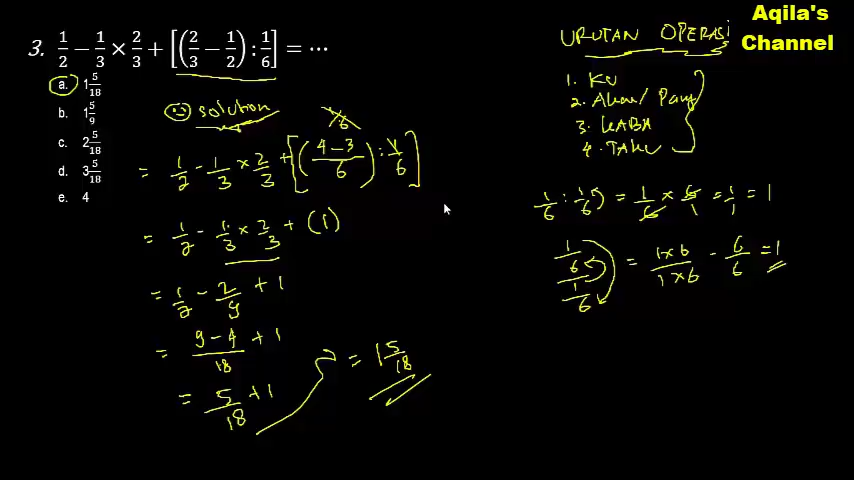 3. 1/2 − 1/3 × 2/3 + [(2/3 − 1/2) : 1/6] = ⋯
a. 1 5/18
b. 1 5/9
c. 2 5/18
d. 3 5/18
e. 4
solution
1/6
= 1/2 - 1/3 × 2/3 + [( 4-3 / 6 ) : 1/6 ]
= 1/2 - 1/3 × 2/3 + (1)
= 1/2 - 2/9 + 1
= 9-4 / 18 + 1
= 5/18 + 1
= 1 5/18
URUTAN OPERASI
1. KU
2. Akar/ Pang
3. KABA
4. TAKU
1/6 : 1/6 = 1/6 × 6/1 = 1/1 = 1
1/6 / 1/6 = 1×6 / 1×6 - 6/6 = 1
Aqila's
Channel